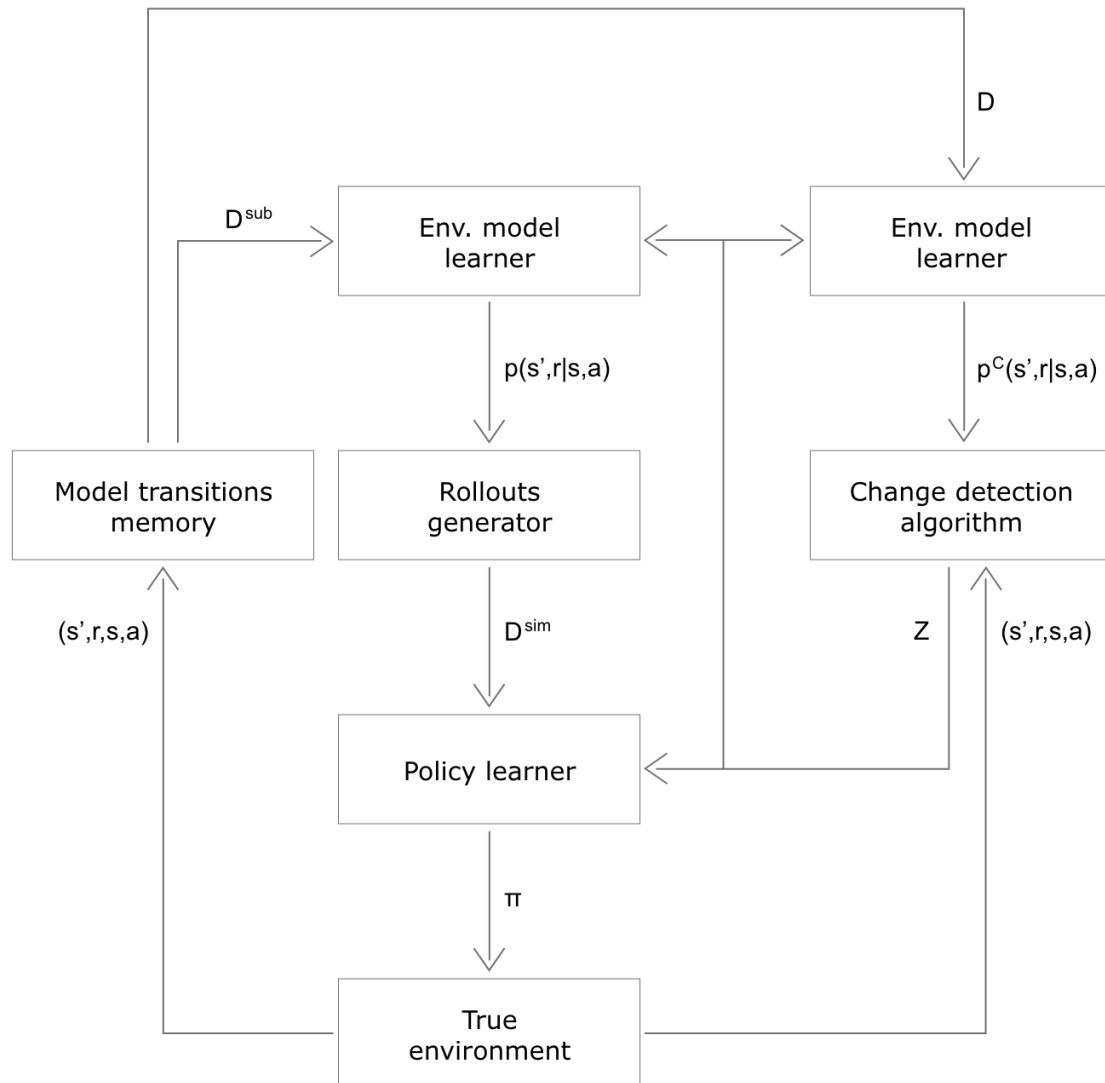 D
D^sub
Env. model
learner
Env. model
learner
p(s’,r|s,a)
p^C(s’,r|s,a)
Model transitions
memory
Rollouts
generator
Change detection
algorithm
(s’,r,s,a)
D^sim
Z
(s’,r,s,a)
Policy learner
π
True
environment